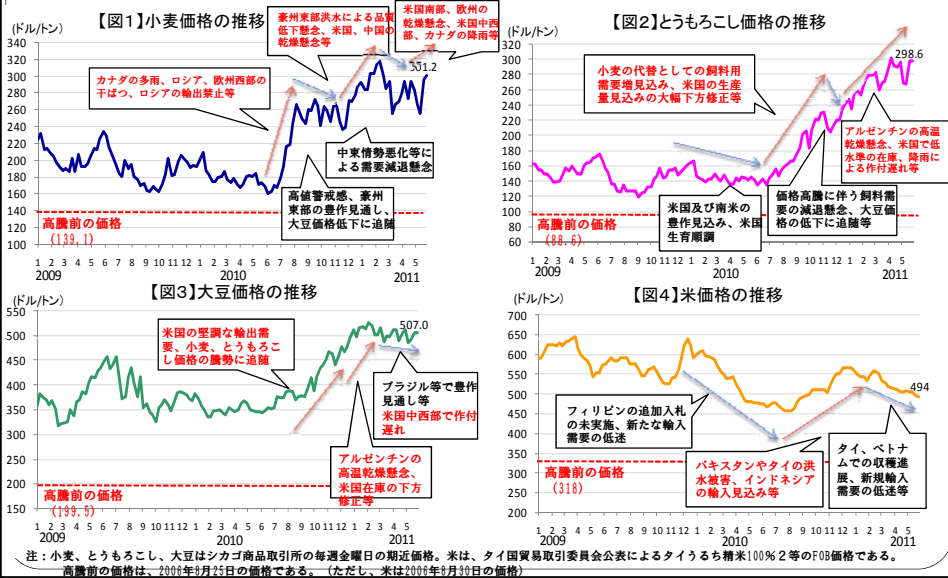 【図1】小麦価格の推移
(ドル/トン)
340
320
300
280
260
240
220
200
180
160
140
120
100
カナダの多雨、ロシア、欧州西部の
干ばつ、ロシアの輸出禁止等
豪州東部洪水による品質
低下懸念、米国、中国の
乾燥懸念等
米国南部、欧州の
乾燥懸念、米国中西
部、カナダの降雨等
301.2
中東情勢悪化等に
よる需要減退懸念
高値警戒感、豪州
東部の豊作見通し、
大豆価格低下に追随
高騰前の価格
(139.1)
1 2 3 4 5 6 7 8 9 10 11 12 1 2 3 4 5 6 7 8 9 10 11 12 1 2 3 4 5
2009 2010 2011
【図2】とうもろこし価格の推移
(ドル/トン)
300
280
260
240
220
200
180
160
140
120
100
80
60
298.6
小麦の代替としての飼料用
需要増見込み、米国の生産
量見込みの大幅下方修正等
アルゼンチンの高温
乾燥懸念、米国で低
水準の在庫、降雨に
よる作付遅れ等
米国及び南米の
豊作見込み、米国
生育順調
価格高騰に伴う飼料需
要の減退懸念、大豆価
格の低下に追随等
高騰前の価格
(88.6)
1 2 3 4 5 6 7 8 9 10 11 12 1 2 3 4 5 6 7 8 9 10 11 12 1 2 3 4 5 6
2009 2010 2011
【図3】大豆価格の推移
(ドル/トン)
550
500
450
400
350
300
250
200
150
507.0
米国の堅調な輸出需
要、小麦、とうもろこ
し価格の騰勢に追随
ブラジル等で豊作
見通し等
米国中西部で作付
遅れ
アルゼンチンの
高温乾燥懸念、
米国在庫の下方
修正等
高騰前の価格
(199.5)
1 2 3 4 5 6 7 8 9 10 11 12 1 2 3 4 5 6 7 8 9 10 11 12 1 2 3 4 5
2009 2010 2011
【図4】米価格の推移
(ドル/トン)
700
650
600
550
500
450
400
350
300
250
200
494
フィリピンの追加入札
の未実施、新たな輸入
需要の低迷
パキスタンやタイの洪
水被害、インドネシア
の輸入見込み等
タイ、ベトナ
ムでの収穫進
展、新規輸入
需要の低迷等
高騰前の価格
(318)
1 2 3 4 5 6 7 8 9 10 11 12 1 2 3 4 5 6 7 8 9 10 11 12 1 2 3 4 5
2009 2010 2011
注：小麦、とうもろこし、大豆はシカゴ商品取引所の毎週金曜日の期近価格。米は、タイ国貿易取引委員会公表によるタイうるち精米100％2等のFOB価格である。
高騰前の価格は、2006年8月25日の価格である。（ただし、米は2006年8月30日の価格）